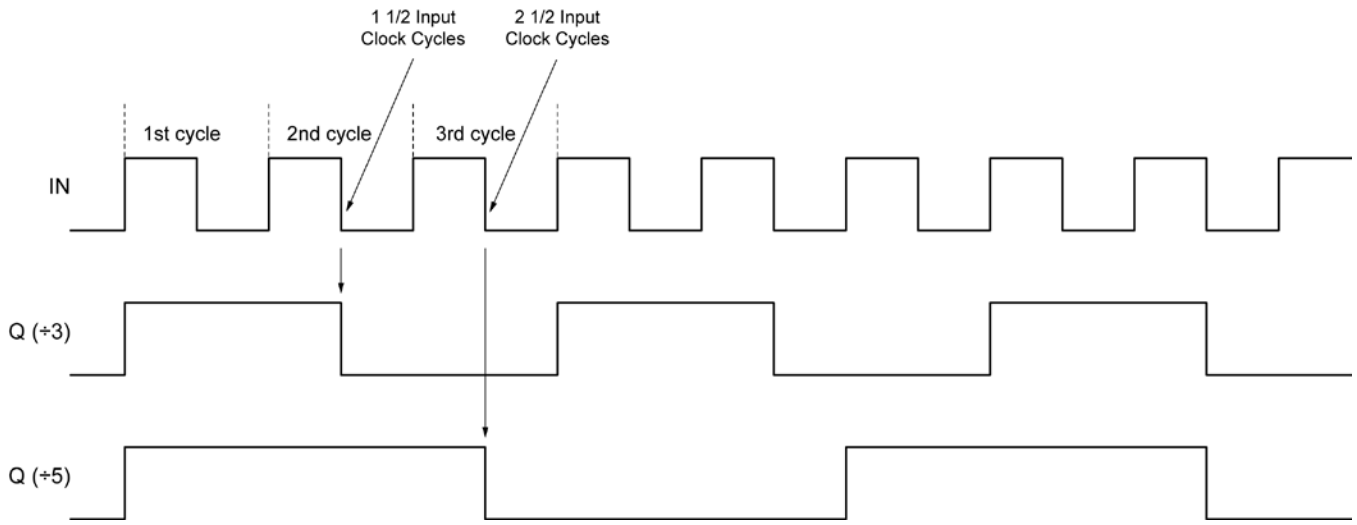 1 1/2 Input
Clock Cycles
2 1/2 Input
Clock Cycles
1st cycle
2nd cycle
3rd cycle
IN
Q (÷3)
Q (÷5)